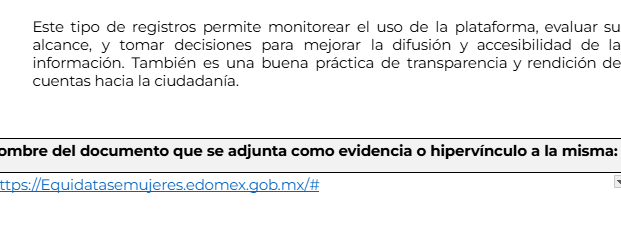 Este tipo de registros permite monitorear el uso de la plataforma, evaluar su
alcance, y tomar decisiones para mejorar la difusión y accesibilidad de la
información. También es una buena práctica de transparencia y rendición de
cuentas hacia la ciudadanía.
ombre del documento que se adjunta como evidencia o hipervínculo a la misma:
ttps://Equidatasemujeres.edomex.gob.mx/#